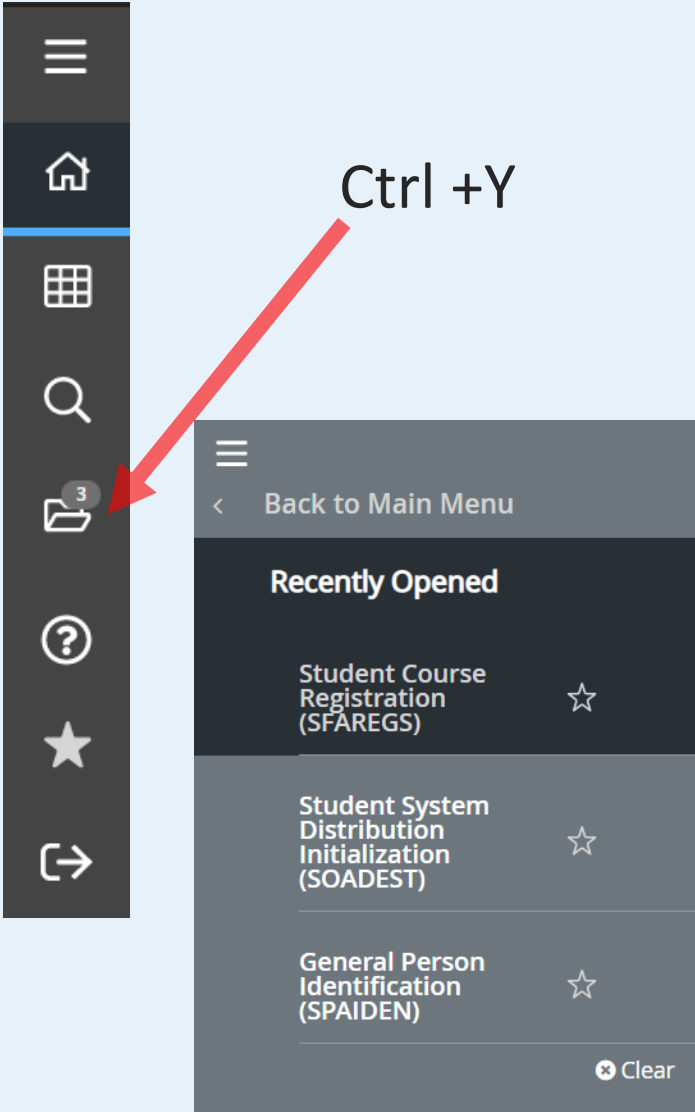 Ctrl +Y
3
Back to Main Menu
Recently Opened
Student Course
Registration
(SFAREGS)
Student System
Distribution
Initialization
(SOADEST)
General Person
Identification
(SPAIDEN)
Clear